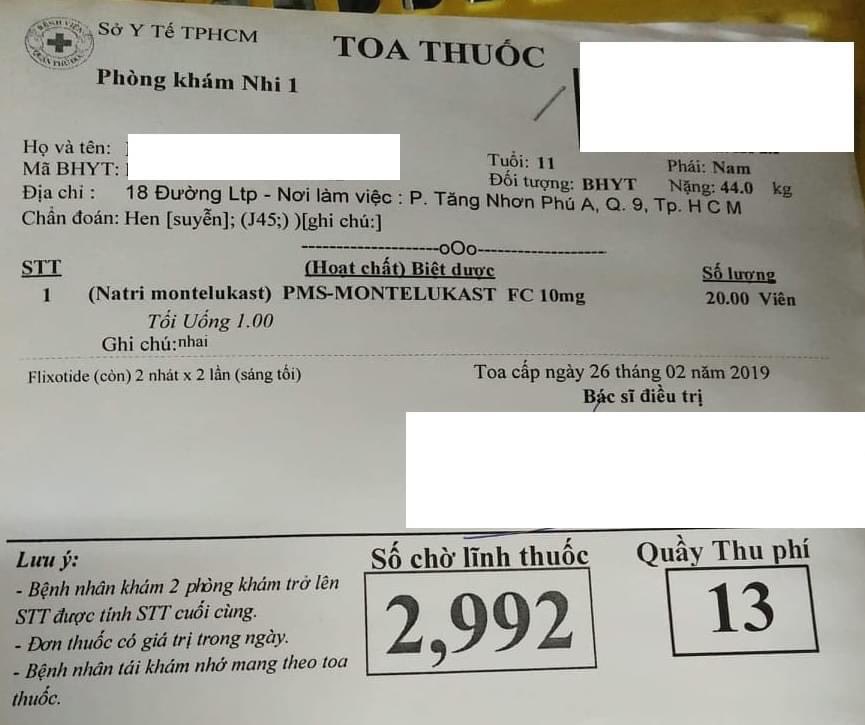 BỆNH VIỆN
QUẬN THỦ ĐỨC
Sở Y Tế TPHCM
TOA THUỐC
Phòng khám Nhi 1
Họ và tên:
Mã BHYT:
Tuổi: 11
Phái: Nam
Đối tượng: BHYT
Nặng: 44.0 kg
Địa chỉ : 18 Đường Ltp - Nơi làm việc : P. Tăng Nhơn Phú A, Q. 9, Tp. H C M
Chẩn đoán: Hen [suyễn]; (J45;) )[ghi chú:]
--------------------oOo--------------------
STT (Hoạt chất) Biệt dược Số lượng
1 (Natri montelukast) PMS-MONTELUKAST FC 10mg 20.00 Viên
Tối Uống 1.00
Ghi chú:nhai
Flixotide (còn) 2 nhát x 2 lần (sáng tối)
Toa cấp ngày 26 tháng 02 năm 2019
Bác sĩ điều trị
Lưu ý:
- Bệnh nhân khám 2 phòng khám trở lên
STT được tính STT cuối cùng.
- Đơn thuốc có giá trị trong ngày.
- Bệnh nhân tái khám nhớ mang theo toa
thuốc.
Số chờ lĩnh thuốc
2,992
Quầy Thu phí
13